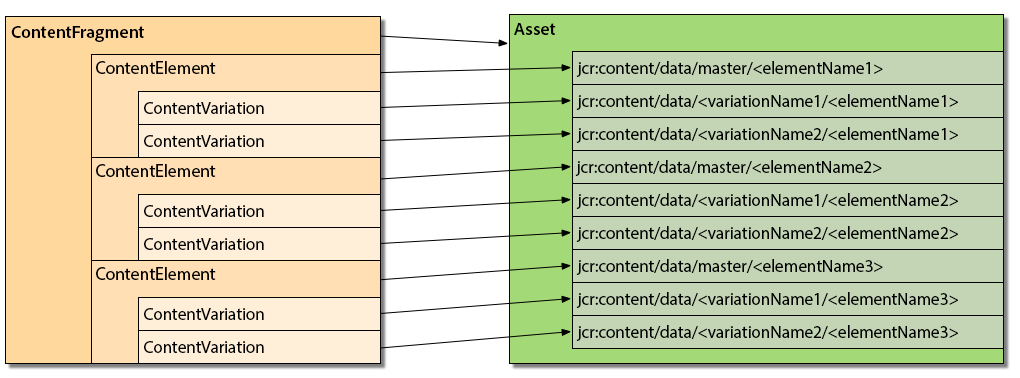 ContentFragment
ContentElement
ContentVariation
ContentVariation
ContentElement
ContentVariation
ContentVariation
ContentElement
ContentVariation
ContentVariation
Asset
jcr:content/data/master/<elementName1>
jcr:content/data/<variationName1/<elementName1>
jcr:content/data/<variationName2/<elementName1>
jcr:content/data/master/<elementName2>
jcr:content/data/<variationName1/<elementName2>
jcr:content/data/<variationName2/<elementName2>
jcr:content/data/master/<elementName3>
jcr:content/data/<variationName1/<elementName3>
jcr:content/data/<variationName2/<elementName3>